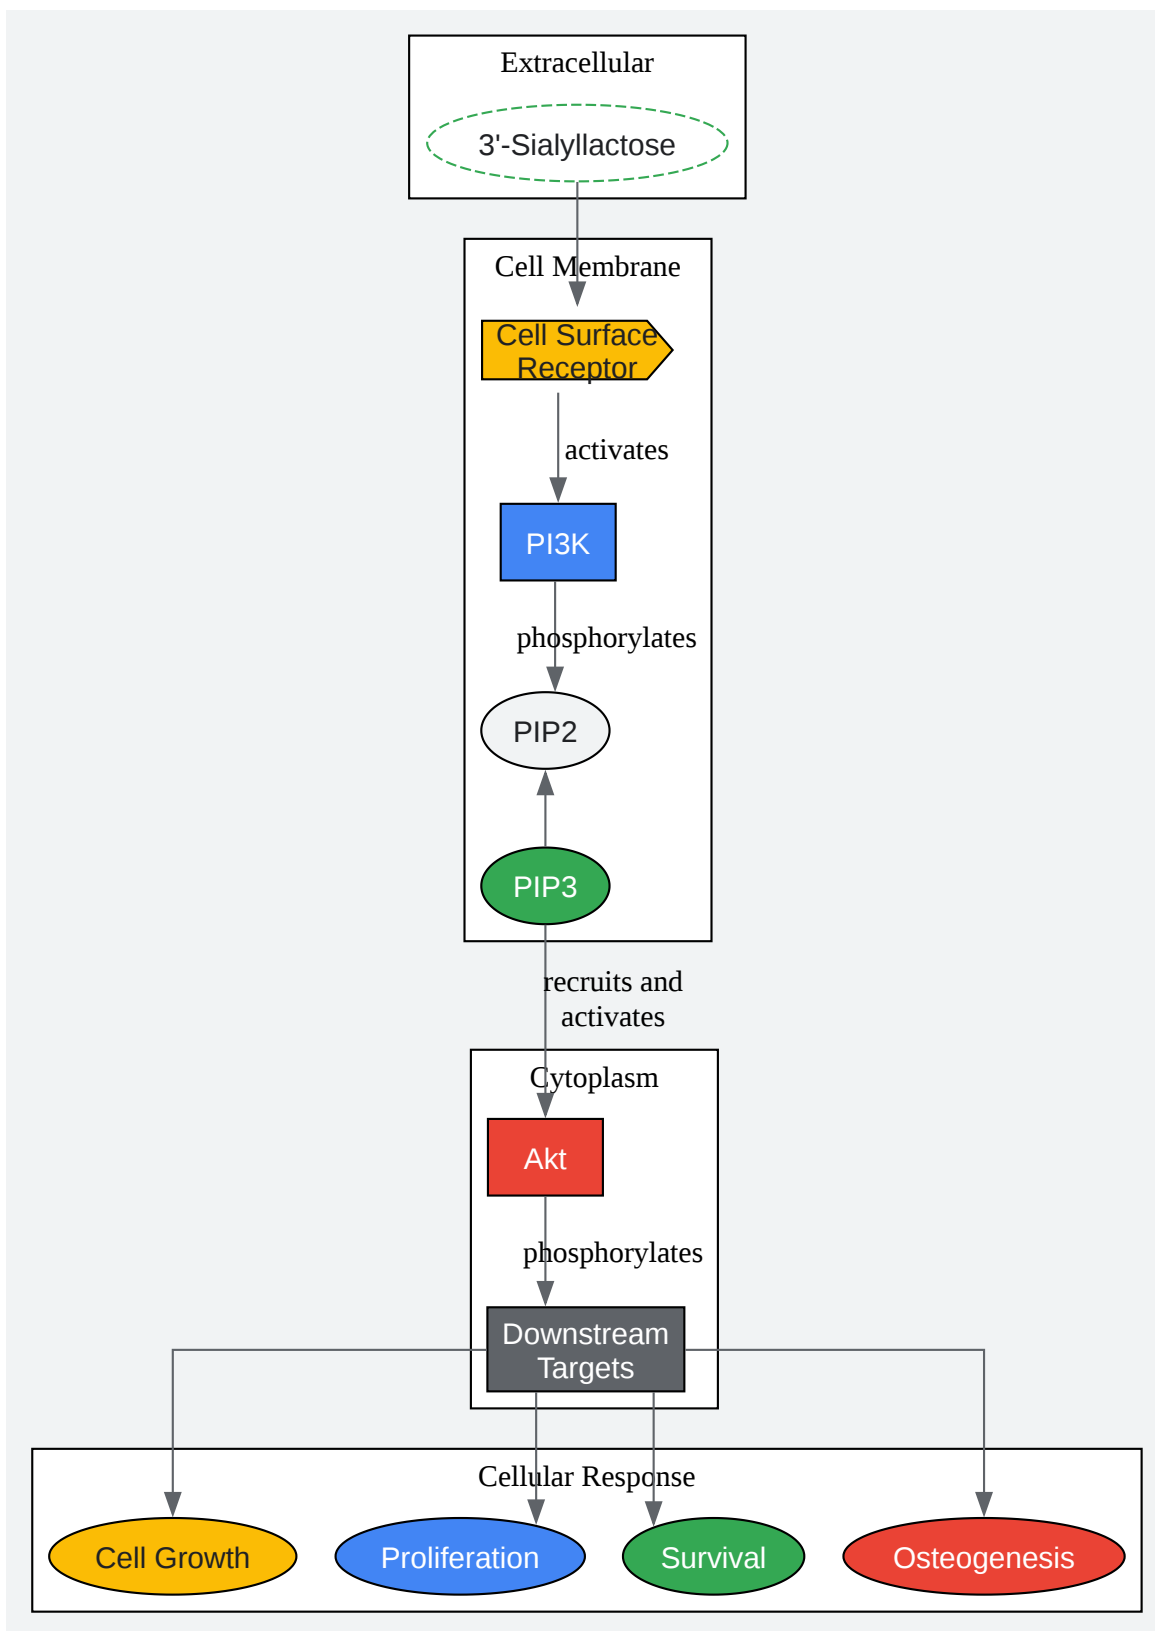 Extracellular
3'-Sialyllactose
Cell Membrane
Cell Surface
Receptor
activates
PI3K
phosphorylates
PIP2
PIP3
recruits and
activates
Cytoplasm
Akt
phosphorylates
Downstream
Targets
Cellular Response
Cell Growth
Proliferation
Survival
Osteogenesis